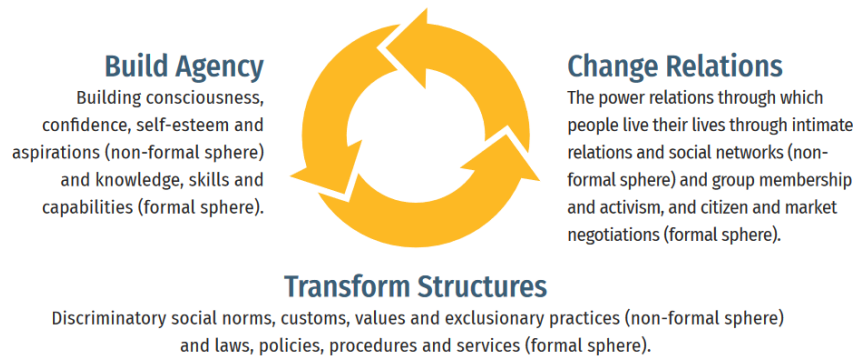 Build Agency
Building consciousness,
confidence, self-esteem and
aspirations (non-formal sphere)
and knowledge, skills and
capabilities (formal sphere).
Change Relations
The power relations through which
people live their lives through intimate
relations and social networks (non-
formal sphere) and group membership
and activism, and citizen and market
negotiations (formal sphere).
Transform Structures
Discriminatory social norms, customs, values and exclusionary practices (non-formal sphere)
and laws, policies, procedures and services (formal sphere).